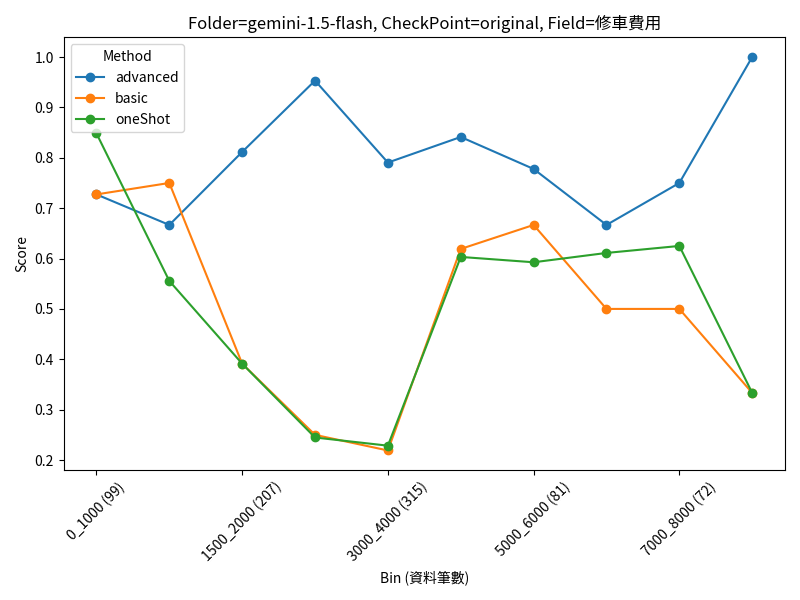 Folder=gemini-1.5-flash, CheckPoint=original, Field=修車費用
Method
advanced
basic
oneShot
1.0
0.9
0.8
0.7
0.6
0.5
0.4
0.3
0.2
Score
0_1000 (99)
1500_2000 (207)
3000_4000 (315)
5000_6000 (81)
7000_8000 (72)
Bin (資料筆數)